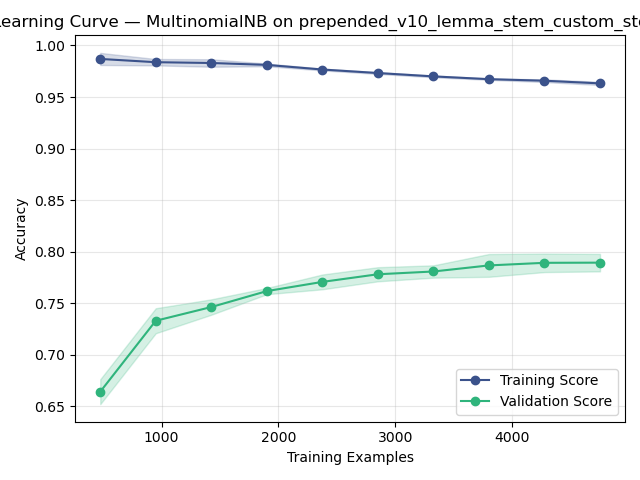 Learning Curve — MultinomialNB on prepended_v10_lemma_stem_custom_st
1.00
0.95
0.90
0.85
0.80
0.75
0.70
0.65
Accuracy
Training Score
Validation Score
1000
2000
3000
4000
Training Examples